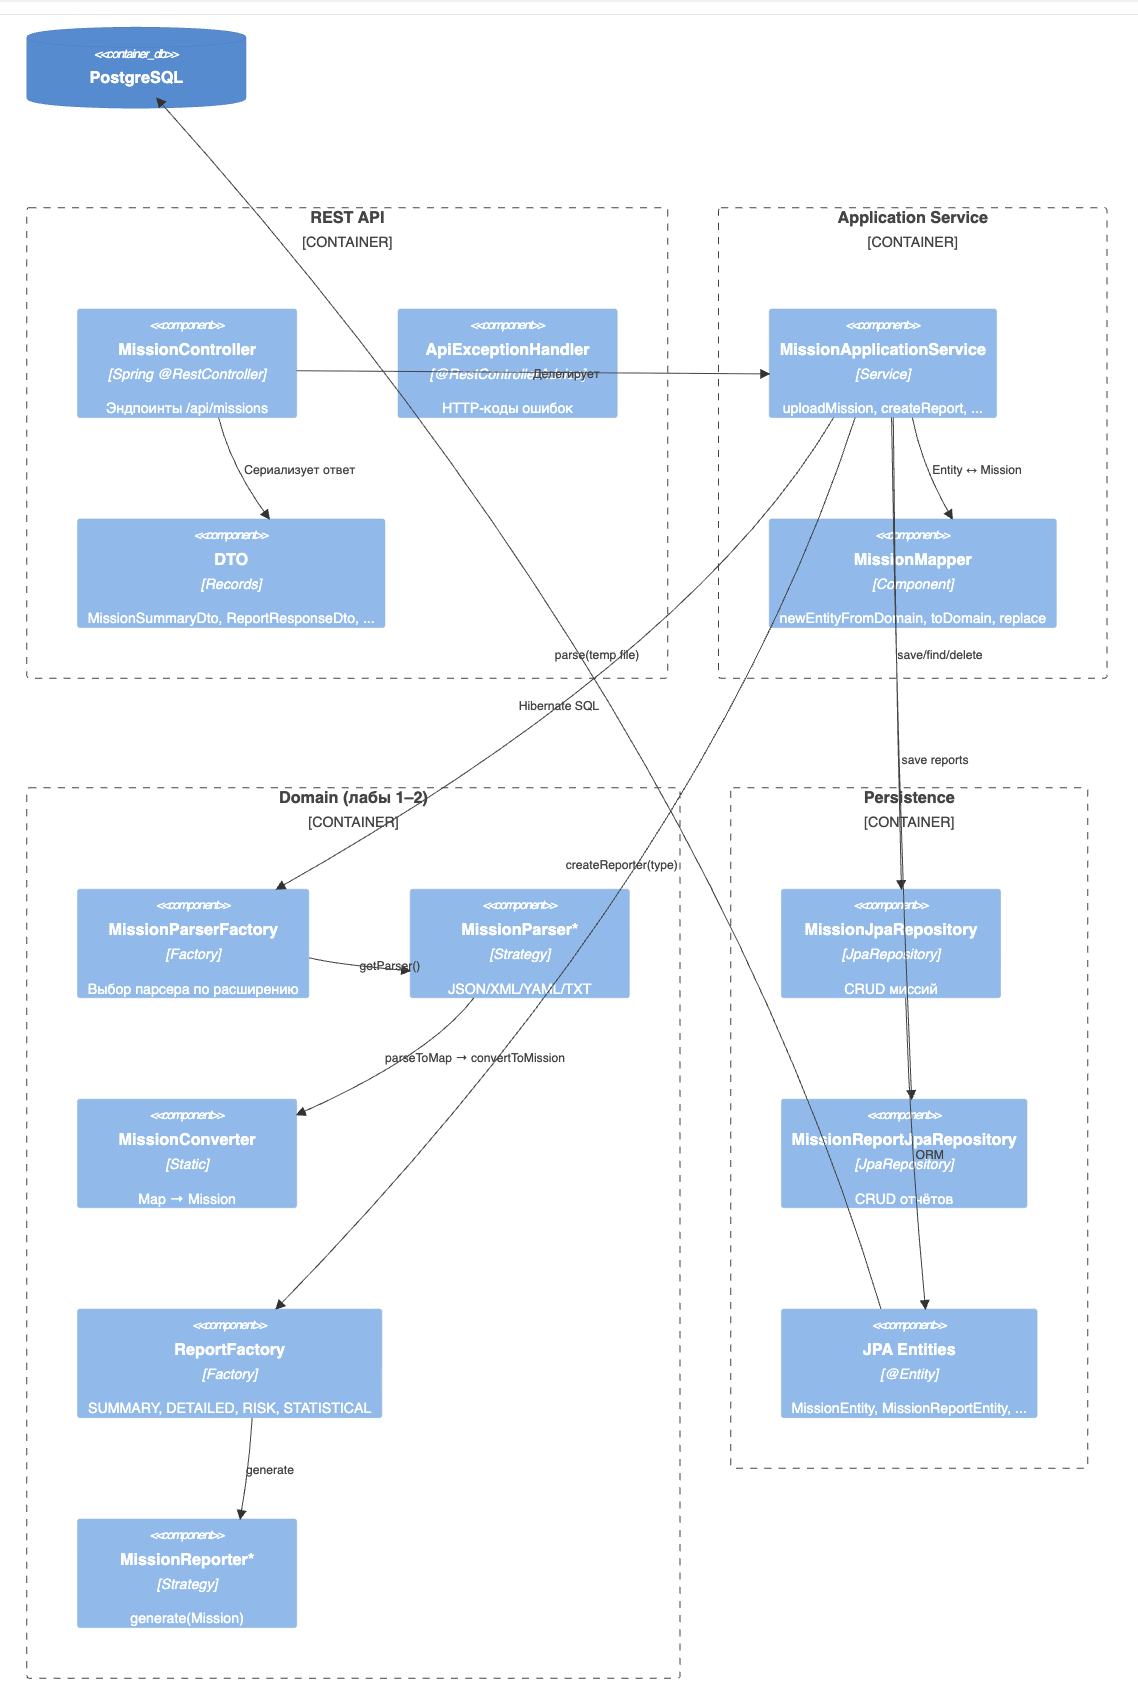 <<container_db>>
PostgreSQL
REST API
[CONTAINER]
<<component>>
MissionController
[Spring @RestController]
Эндпоинты /api/missions
<<component>>
ApiExceptionHandler
HTTP-коды ошибок
Делегирует
Сериализует ответ
<<component>>
DTO
[Records]
MissionSummaryDto, ReportResponseDto, ...
Application Service
[CONTAINER]
<<component>>
MissionApplicationService
[Service]
uploadMission, createReport, ...
Entity ↔ Mission
<<component>>
MissionMapper
[Component]
newEntityFromDomain, toDomain, replace
parse(temp file)
save/find/delete
Hibernate SQL
save reports
Domain (лабы 1–2)
[CONTAINER]
createReporter(type)
<<component>>
MissionParserFactory
[Factory]
Выбор парсера по расширению
getParser()
<<component>>
MissionParser*
[Strategy]
JSON/XML/YAML/TXT
parseToMap → convertToMission
<<component>>
MissionConverter
[Static]
Map → Mission
<<component>>
ReportFactory
[Factory]
SUMMARY, DETAILED, RISK, STATISTICAL
generate
<<component>>
MissionReporter*
[Strategy]
generate(Mission)
Persistence
[CONTAINER]
<<component>>
MissionJpaRepository
[JpaRepository]
CRUD миссий
<<component>>
MissionReportJpaRepository
[JpaRepository]
CRUD отчётов
ORM
<<component>>
JPA Entities
[@Entity]
MissionEntity, MissionReportEntity, ...